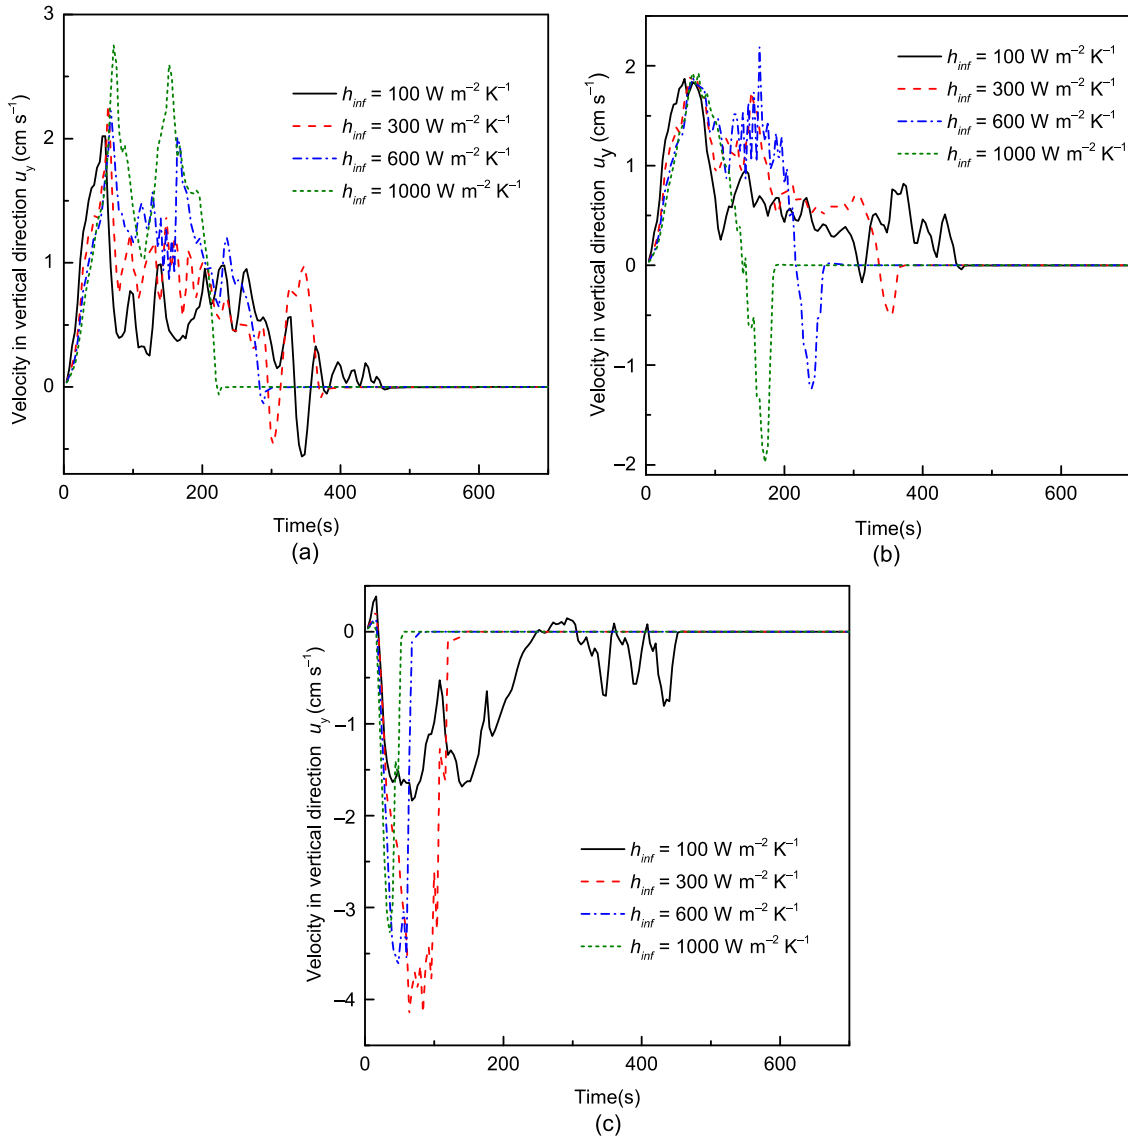 3
2
1
0
0
200
400
600
Velocity in vertical direction u_y (cm s⁻¹)
h_inf = 100 W m⁻² K⁻¹
h_inf = 300 W m⁻² K⁻¹
h_inf = 600 W m⁻² K⁻¹
h_inf = 1000 W m⁻² K⁻¹
Time(s)
(a)
2
1
0
−1
−2
0
200
400
600
Velocity in vertical direction u_y (cm s⁻¹)
h_inf = 100 W m⁻² K⁻¹
h_inf = 300 W m⁻² K⁻¹
h_inf = 600 W m⁻² K⁻¹
h_inf = 1000 W m⁻² K⁻¹
Time(s)
(b)
0
−1
−2
−3
−4
0
200
400
600
Velocity in vertical direction u_y (cm s⁻¹)
h_inf = 100 W m⁻² K⁻¹
h_inf = 300 W m⁻² K⁻¹
h_inf = 600 W m⁻² K⁻¹
h_inf = 1000 W m⁻² K⁻¹
Time(s)
(c)